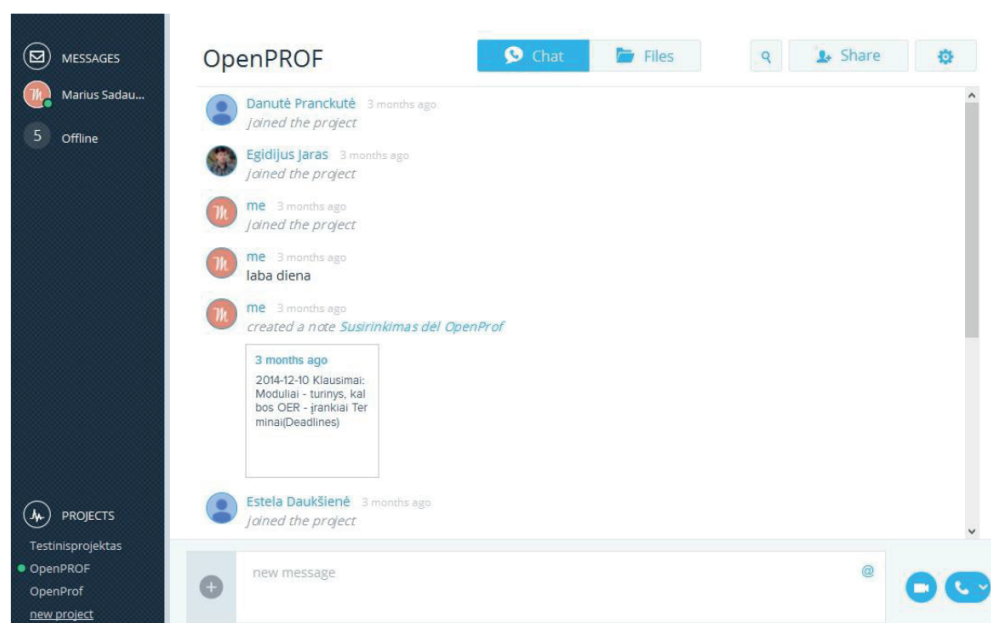 MESSAGES
Marius Sadau...
5 Offline
PROJECTS
Testinisprojektas
OpenPROF
OpenProf
new project
OpenPROF
Chat
Files
Share
Danutė Pranckutė 3 months ago
joined the project
Egidijus Jaras 3 months ago
joined the project
me 3 months ago
joined the project
me 3 months ago
laba diena
me 3 months ago
created a note Susirinkimas dėl OpenProf
3 months ago
2014-12-10 Klausimai:
Moduliai - turinys, kal
bos OER - įrankiai Ter
minai(Deadlines)
Estela Daukšienė 3 months ago
joined the project
new message
@